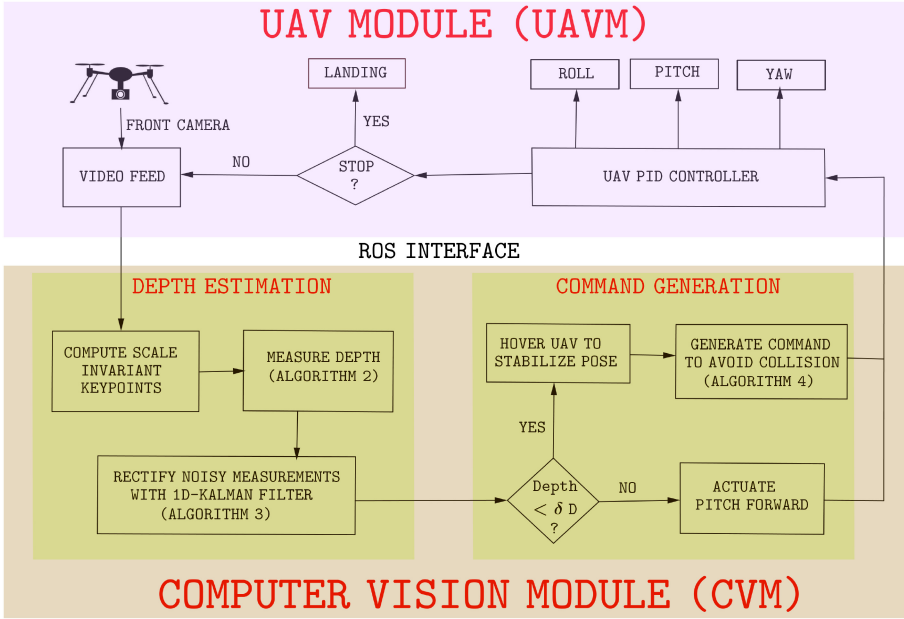 UAV MODULE (UAVM)
LANDING
ROLL
PITCH
YAW
YES
FRONT CAMERA
NO
STOP
?
VIDEO FEED
UAV PID CONTROLLER
ROS INTERFACE
DEPTH ESTIMATION
COMPUTE SCALE
INVARIANT
KEYPOINTS
MEASURE DEPTH
(ALGORITHM 2)
RECTIFY NOISY MEASUREMENTS
WITH 1D-KALMAN FILTER
(ALGORITHM 3)
COMMAND GENERATION
HOVER UAV TO
STABILIZE POSE
GENERATE COMMAND
TO AVOID COLLISION
(ALGORITHM 4)
YES
Depth
< δ D
?
NO
ACTUATE
PITCH FORWARD
COMPUTER VISION MODULE (CVM)